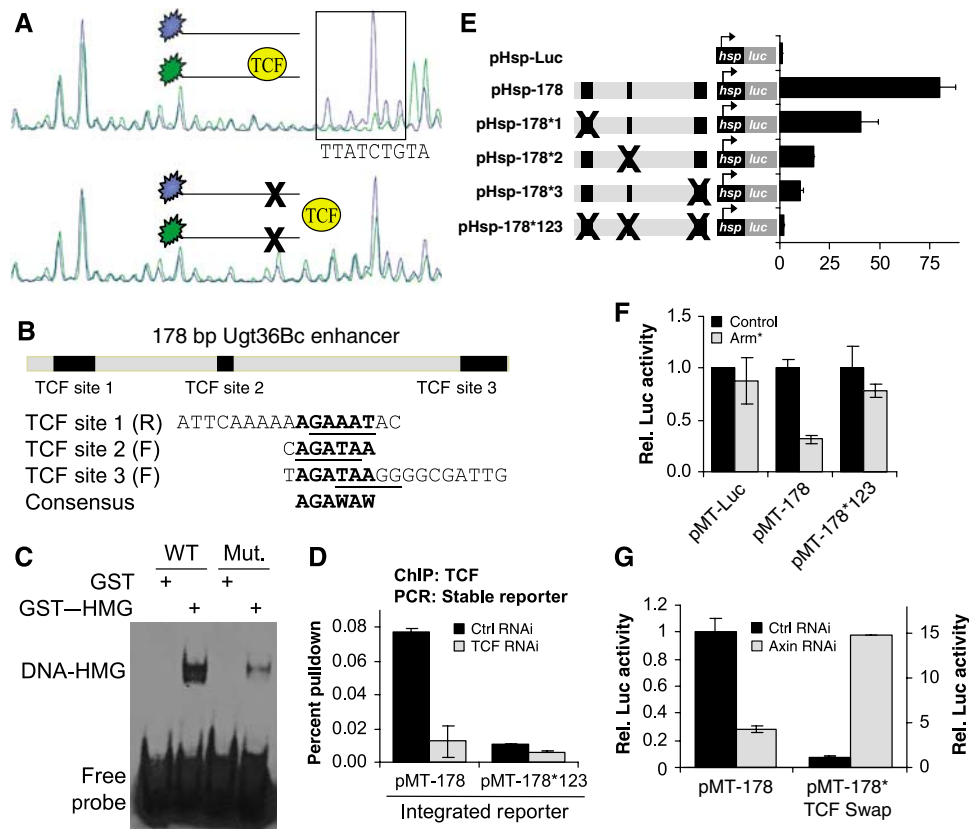 A
TCF
TTATCTGTA
TCF
B
178 bp Ugt36Bc enhancer
TCF site 1
TCF site 2
TCF site 3
TCF site 1 (R) ATTCAAAAAAGAAATAC
TCF site 2 (F) CAGATAA
TCF site 3 (F) TAGATAAGGGGCGATTG
Consensus AGAWAW
C
WT Mut.
GST + +
GST—HMG + +
DNA-HMG
Free
probe
D
ChIP: TCF
PCR: Stable reporter
Percent pulldown
0.08
0.06
0.04
0.02
0.00
Ctrl RNAi
TCF RNAi
pMT-178 pMT-178*123
Integrated reporter
E
pHsp-Luc hsp luc
pHsp-178 hsp luc
pHsp-178*1 hsp luc
pHsp-178*2 hsp luc
pHsp-178*3 hsp luc
pHsp-178*123 hsp luc
0 25 50 75
F
Rel. Luc activity
1.5
1.0
0.5
0.0
Control
Arm*
pMT-Luc
pMT-178
pMT-178*123
G
Rel. Luc activity
1.2
1
0.8
0.6
0.4
0.2
0
Ctrl RNAi
Axin RNAi
15
10
5
0
Rel. Luc activity
pMT-178 pMT-178*
TCF Swap